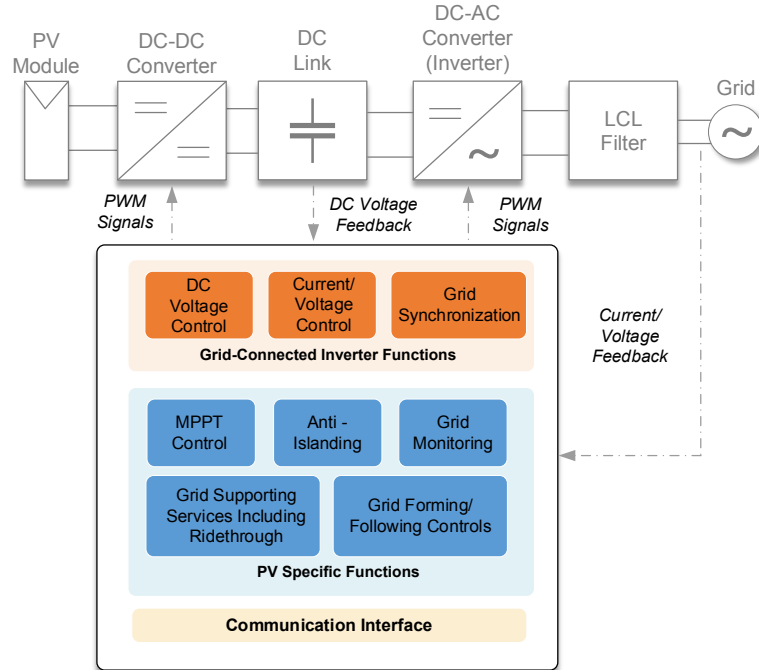 PV
Module
DC-DC
Converter
DC
Link
DC-AC
Converter
(Inverter)
LCL
Filter
Grid
~
~
PWM
Signals
DC Voltage
Feedback
PWM
Signals
Current/
Voltage
Feedback
DC
Voltage
Control
Current/
Voltage
Control
Grid
Synchronization
Grid-Connected Inverter Functions
MPPT
Control
Anti -
Islanding
Grid
Monitoring
Grid Supporting
Services Including
Ridethrough
Grid Forming/
Following Controls
PV Specific Functions
Communication Interface